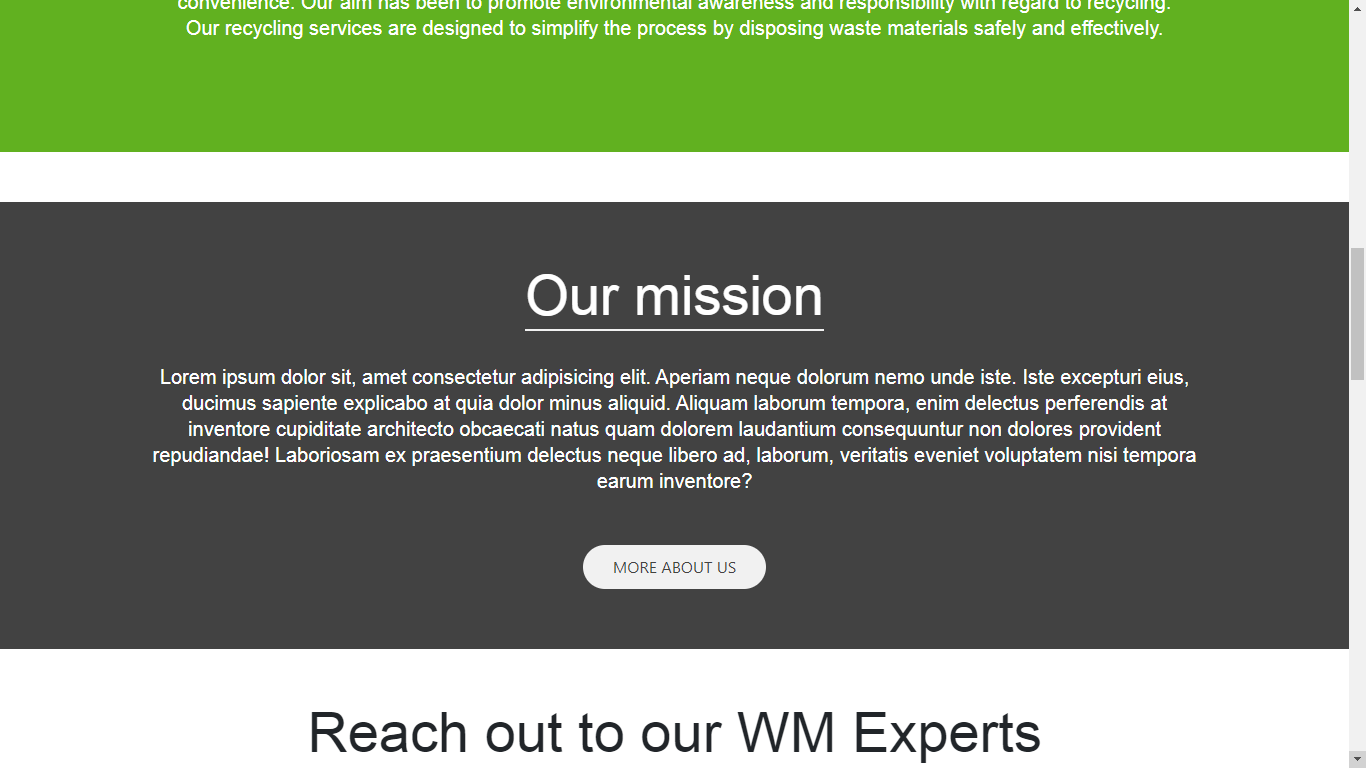 convenience. Our aim has been to promote environmental awareness and responsibility with regard to recycling.
Our recycling services are designed to simplify the process by disposing waste materials safely and effectively.
Our mission
Lorem ipsum dolor sit, amet consectetur adipisicing elit. Aperiam neque dolorum nemo unde iste. Iste excepturi eius,
ducimus sapiente explicabo at quia dolor minus aliquid. Aliquam laborum tempora, enim delectus perferendis at
inventore cupiditate architecto obcaecati natus quam dolorem laudantium consequuntur non dolores provident
repudiandae! Laboriosam ex praesentium delectus neque libero ad, laborum, veritatis eveniet voluptatem nisi tempora
earum inventore?
MORE ABOUT US
Reach out to our WM Experts